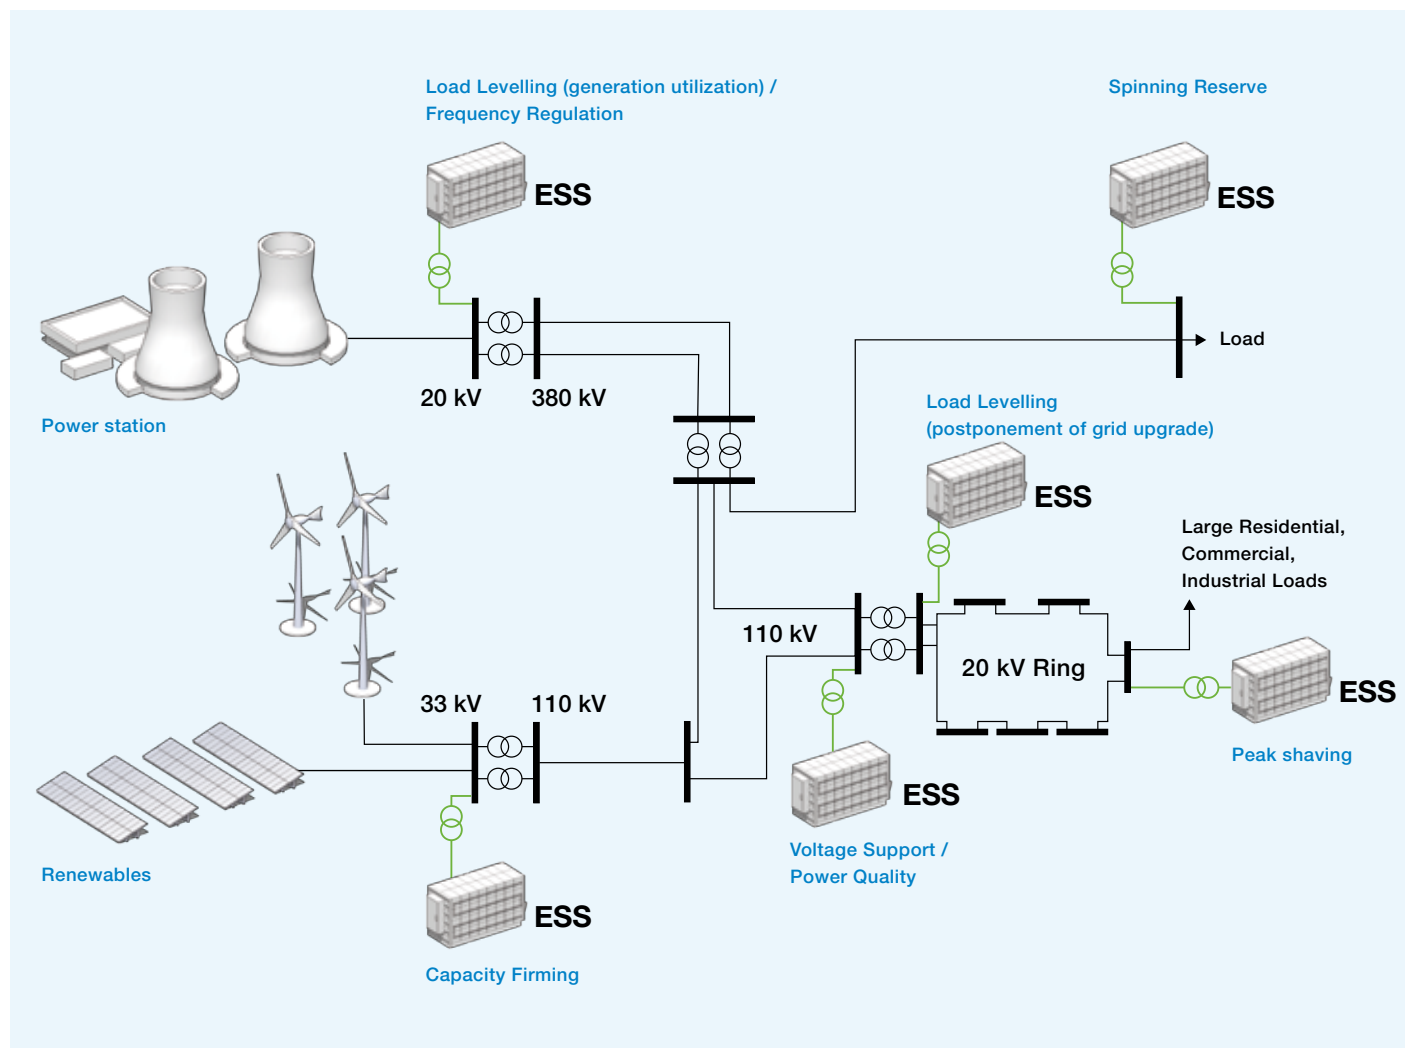 Load Levelling (generation utilization) /
Frequency Regulation
Spinning Reserve
ESS
ESS
Load
20 kV
380 kV
Power station
Load Levelling
(postponement of grid upgrade)
ESS
Large Residential,
Commercial,
Industrial Loads
110 kV
20 kV Ring
ESS
33 kV
110 kV
Peak shaving
ESS
Voltage Support /
Power Quality
Renewables
ESS
Capacity Firming